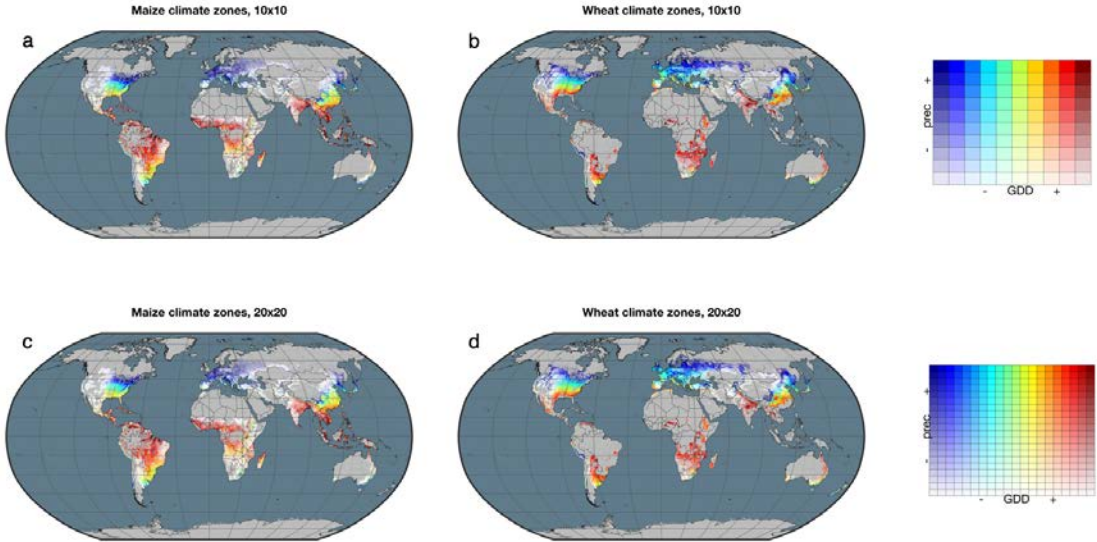 Maize climate zones, 10x10
Wheat climate zones, 10x10
a
b
+
prec
-
- GDD +
Maize climate zones, 20x20
Wheat climate zones, 20x20
c
d
+
prec
-
- GDD +